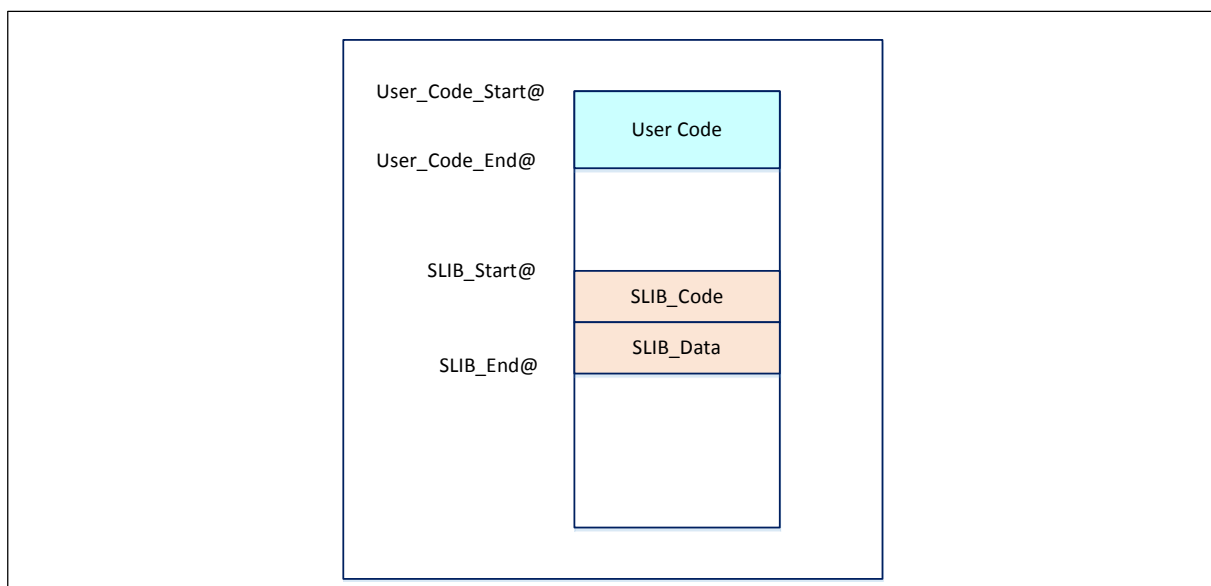 User_Code_Start@
User Code
User_Code_End@
SLIB_Start@
SLIB_Code
SLIB_Data
SLIB_End@